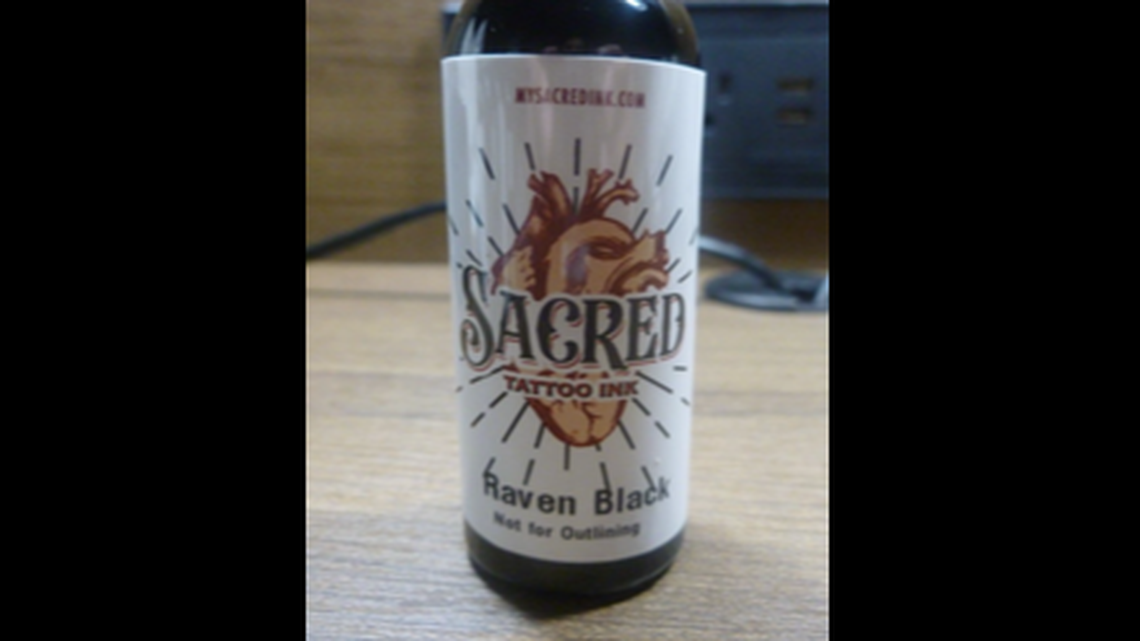 MYSACREDINK.COM
SACRED
TATTOO INK
Raven Black
Not for Outlining